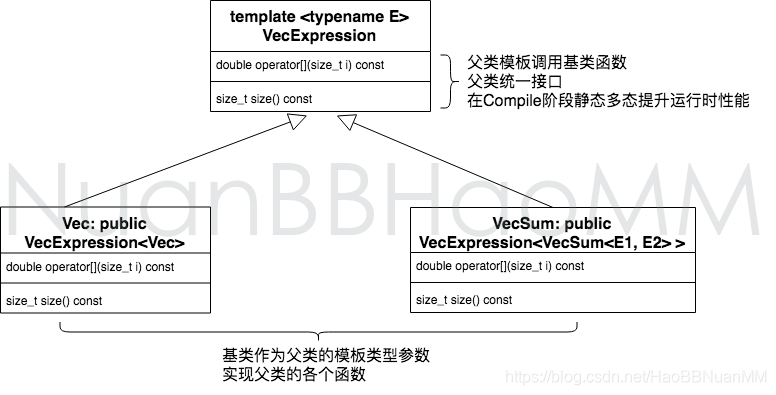 template <typename E>
VecExpression
double operator[](size_t i) const
size_t size() const
父类模板调用基类函数
父类统一接口
在Compile阶段静态多态提升运行时性能
NuanBBHaoMM
Vec: public
VecExpression<Vec>
double operator[](size_t i) const
size_t size() const
VecSum: public
VecExpression<VecSum<E1, E2> >
double operator[](size_t i) const
size_t size() const
基类作为父类的模板类型参数
实现父类的各个函数
https://blog.csdn.net/HaoBBNuanMM